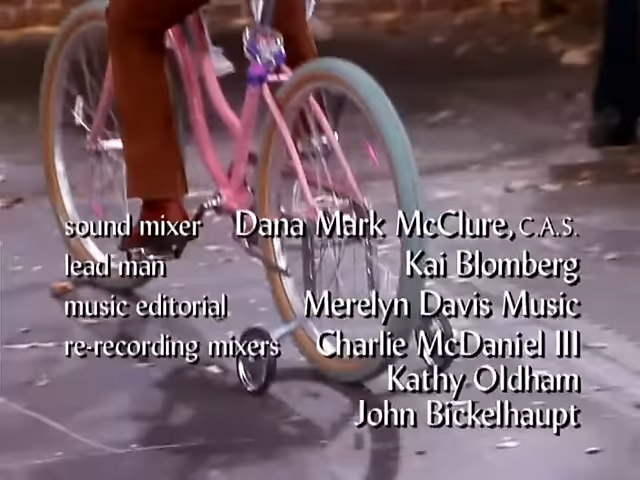 sound mixer Dana Mark McClure, C.A.S.
lead man Kai Blomberg
music editorial Merelyn Davis Music
re-recording mixers Charlie McDaniel III
Kathy Oldham
John Bickelhaupt